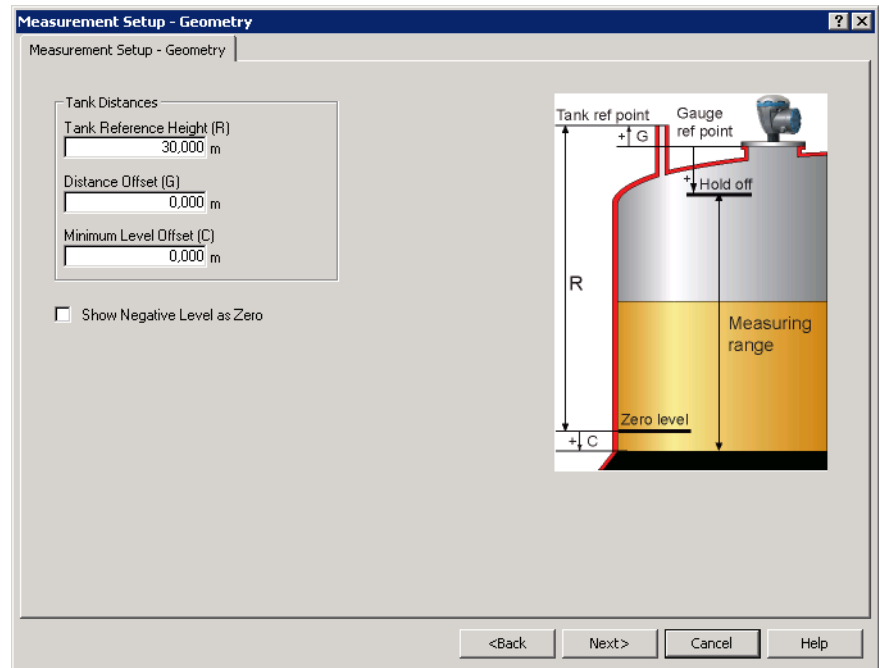 Measurement Setup - Geometry
Measurement Setup - Geometry
Tank Distances
Tank Reference Height (R)
30,000 m
Distance Offset (G)
0,000 m
Minimum Level Offset (C)
0,000 m
Show Negative Level as Zero
Tank ref point
Gauge
ref point
+ G
+
Hold off
R
Measuring
range
Zero level
+ C
<Back
Next>
Cancel
Help